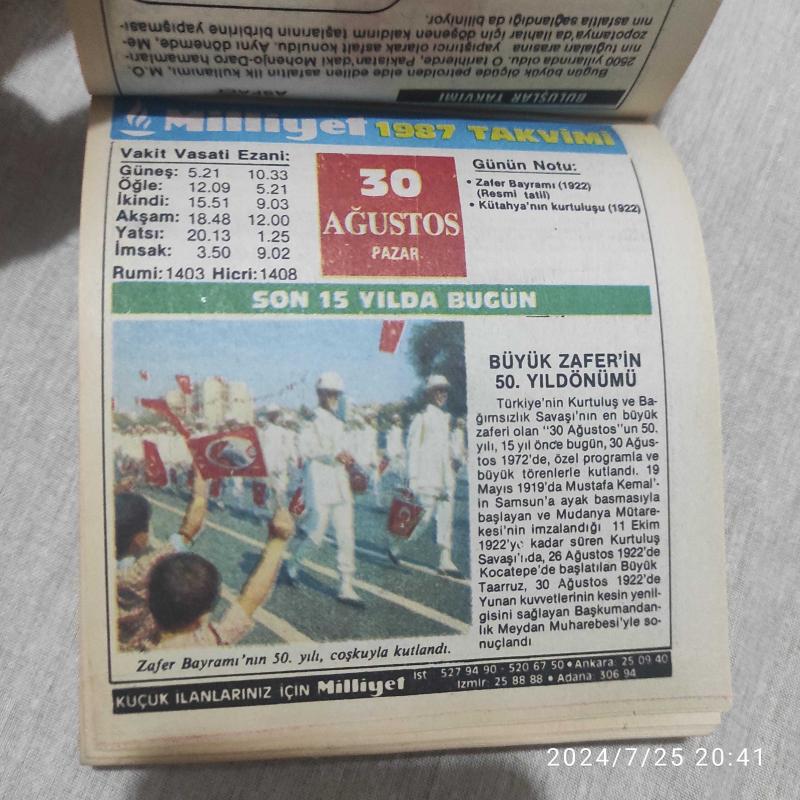 Bugün büyük ölçüde petrolden elde edilen asfaltın ilk kullanımı, M.Ö.
2500 yıllarında oldu. O tarihlerde, Pakistan'daki Mohenjo-Daro hamamları-
nın tuğlaları arasına yapıştırıcı olarak asfalt konuldu. Aynı dönemde, Me-
zopotamya'da ilahlar için döşenen kaldırım taşlarının birbirine yapışması-
nın asfaltla sağlandığı da biliniyor.
BULUŞLAR TAKVİMİ
ASFALT
Milliyet 1987 TAKVİMİ
Vakit Vasati Ezani:
Güneş: 5.21 10.33
Öğle: 12.09 5.21
İkindi: 15.51 9.03
Akşam: 18.48 12.00
Yatsı: 20.13 1.25
İmsak: 3.50 9.02
Rumi: 1403 Hicri: 1408
30
AĞUSTOS
PAZAR
Günün Notu:
• Zafer Bayramı (1922)
(Resmi tatil)
• Kütahya'nın kurtuluşu (1922)
SON 15 YILDA BUGÜN
BÜYÜK ZAFER'İN
50. YILDÖNÜMÜ
Türkiye'nin Kurtuluş ve Ba-
ğımsızlık Savaşı'nın en büyük
zaferi olan "30 Ağustos"un 50.
yılı, 15 yıl önce bugün, 30 Ağus-
tos 1972'de, özel programla ve
büyük törenlerle kutlandı. 19
Mayıs 1919'da Mustafa Kemal'-
in Samsun'a ayak basmasıyla
başlayan ve Mudanya Mütare-
kesi'nin imzalandığı 11 Ekim
1922'ye kadar süren Kurtuluş
Savaşı'nda, 26 Ağustos 1922'de
Kocatepe'de başlatılan Büyük
Taarruz, 30 Ağustos 1922'de
Yunan kuvvetlerinin kesin yenil-
gisini sağlayan Başkumandan-
lık Meydan Muharebesi'yle so-
nuçlandı
Zafer Bayramı'nın 50. yılı, coşkuyla kutlandı.
KÜÇÜK İLANLARINIZ İÇİN Milliyet İst 527 94 90 - 520 67 50 • Ankara: 25 09 40
İzmir: 25 88 88 • Adana: 306 94
2024/7/25 20:41